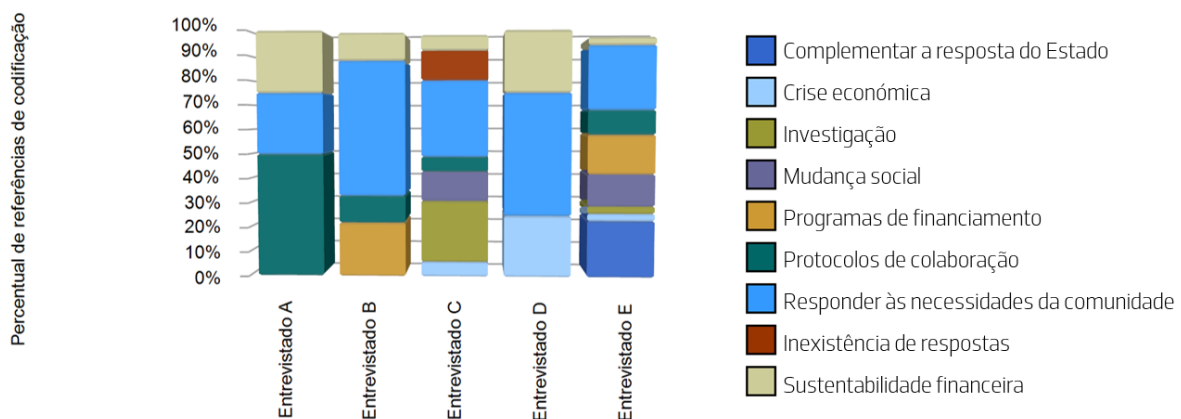 Percentual de referências de codificação
100%
90%
80%
70%
60%
50%
40%
30%
20%
10%
0%
Entrevistado A
Entrevistado B
Entrevistado C
Entrevistado D
Entrevistado E
Complementar a resposta do Estado
Crise económica
Investigação
Mudança social
Programas de financiamento
Protocolos de colaboração
Responder às necessidades da comunidade
Inexistência de respostas
Sustentabilidade financeira